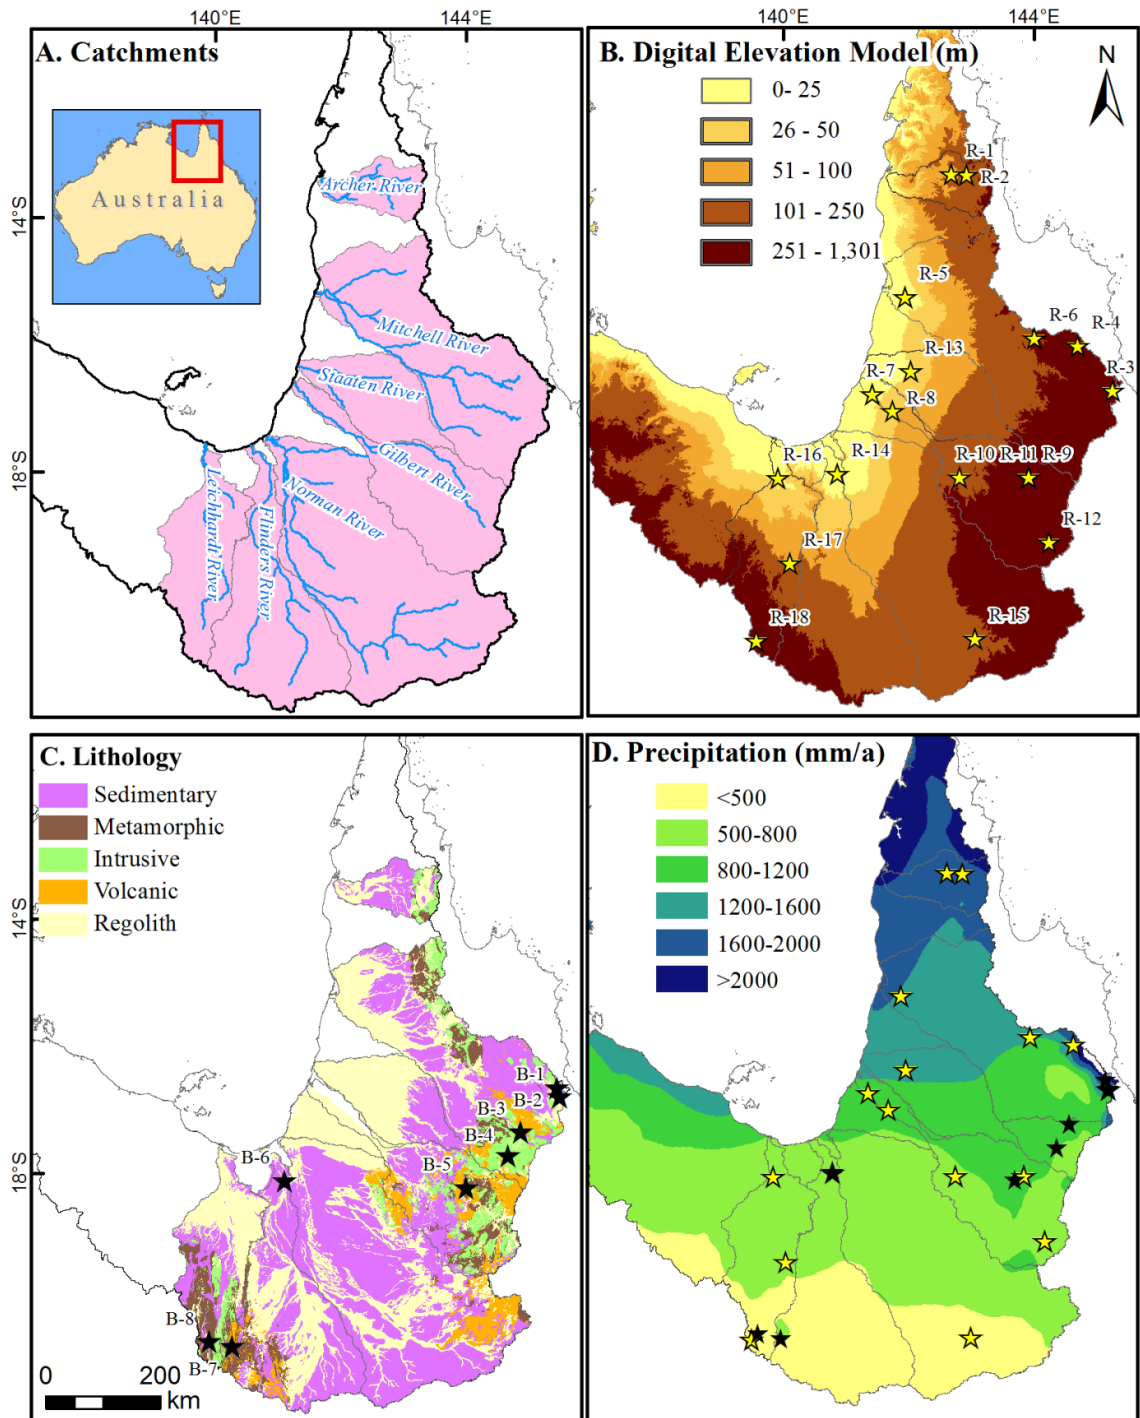 140°E
144°E
140°E
144°E
A. Catchments
Australia
Archer River
Mitchell River
Staaten River
Gilbert River
Norman River
Flinders River
Leichhardt River
14°S
18°S
B. Digital Elevation Model (m)
N
0- 25
26 - 50
51 - 100
101 - 250
251 - 1,301
R-1
R-2
R-5
R-6
R-4
R-3
R-13
R-7
R-8
R-16
R-14
R-10
R-11
R-9
R-12
R-17
R-18
R-15
C. Lithology
Sedimentary
Metamorphic
Intrusive
Volcanic
Regolith
14°S
18°S
B-1
B-2
B-3
B-4
B-5
B-6
B-8
B-7
0
200
km
D. Precipitation (mm/a)
<500
500-800
800-1200
1200-1600
1600-2000
>2000